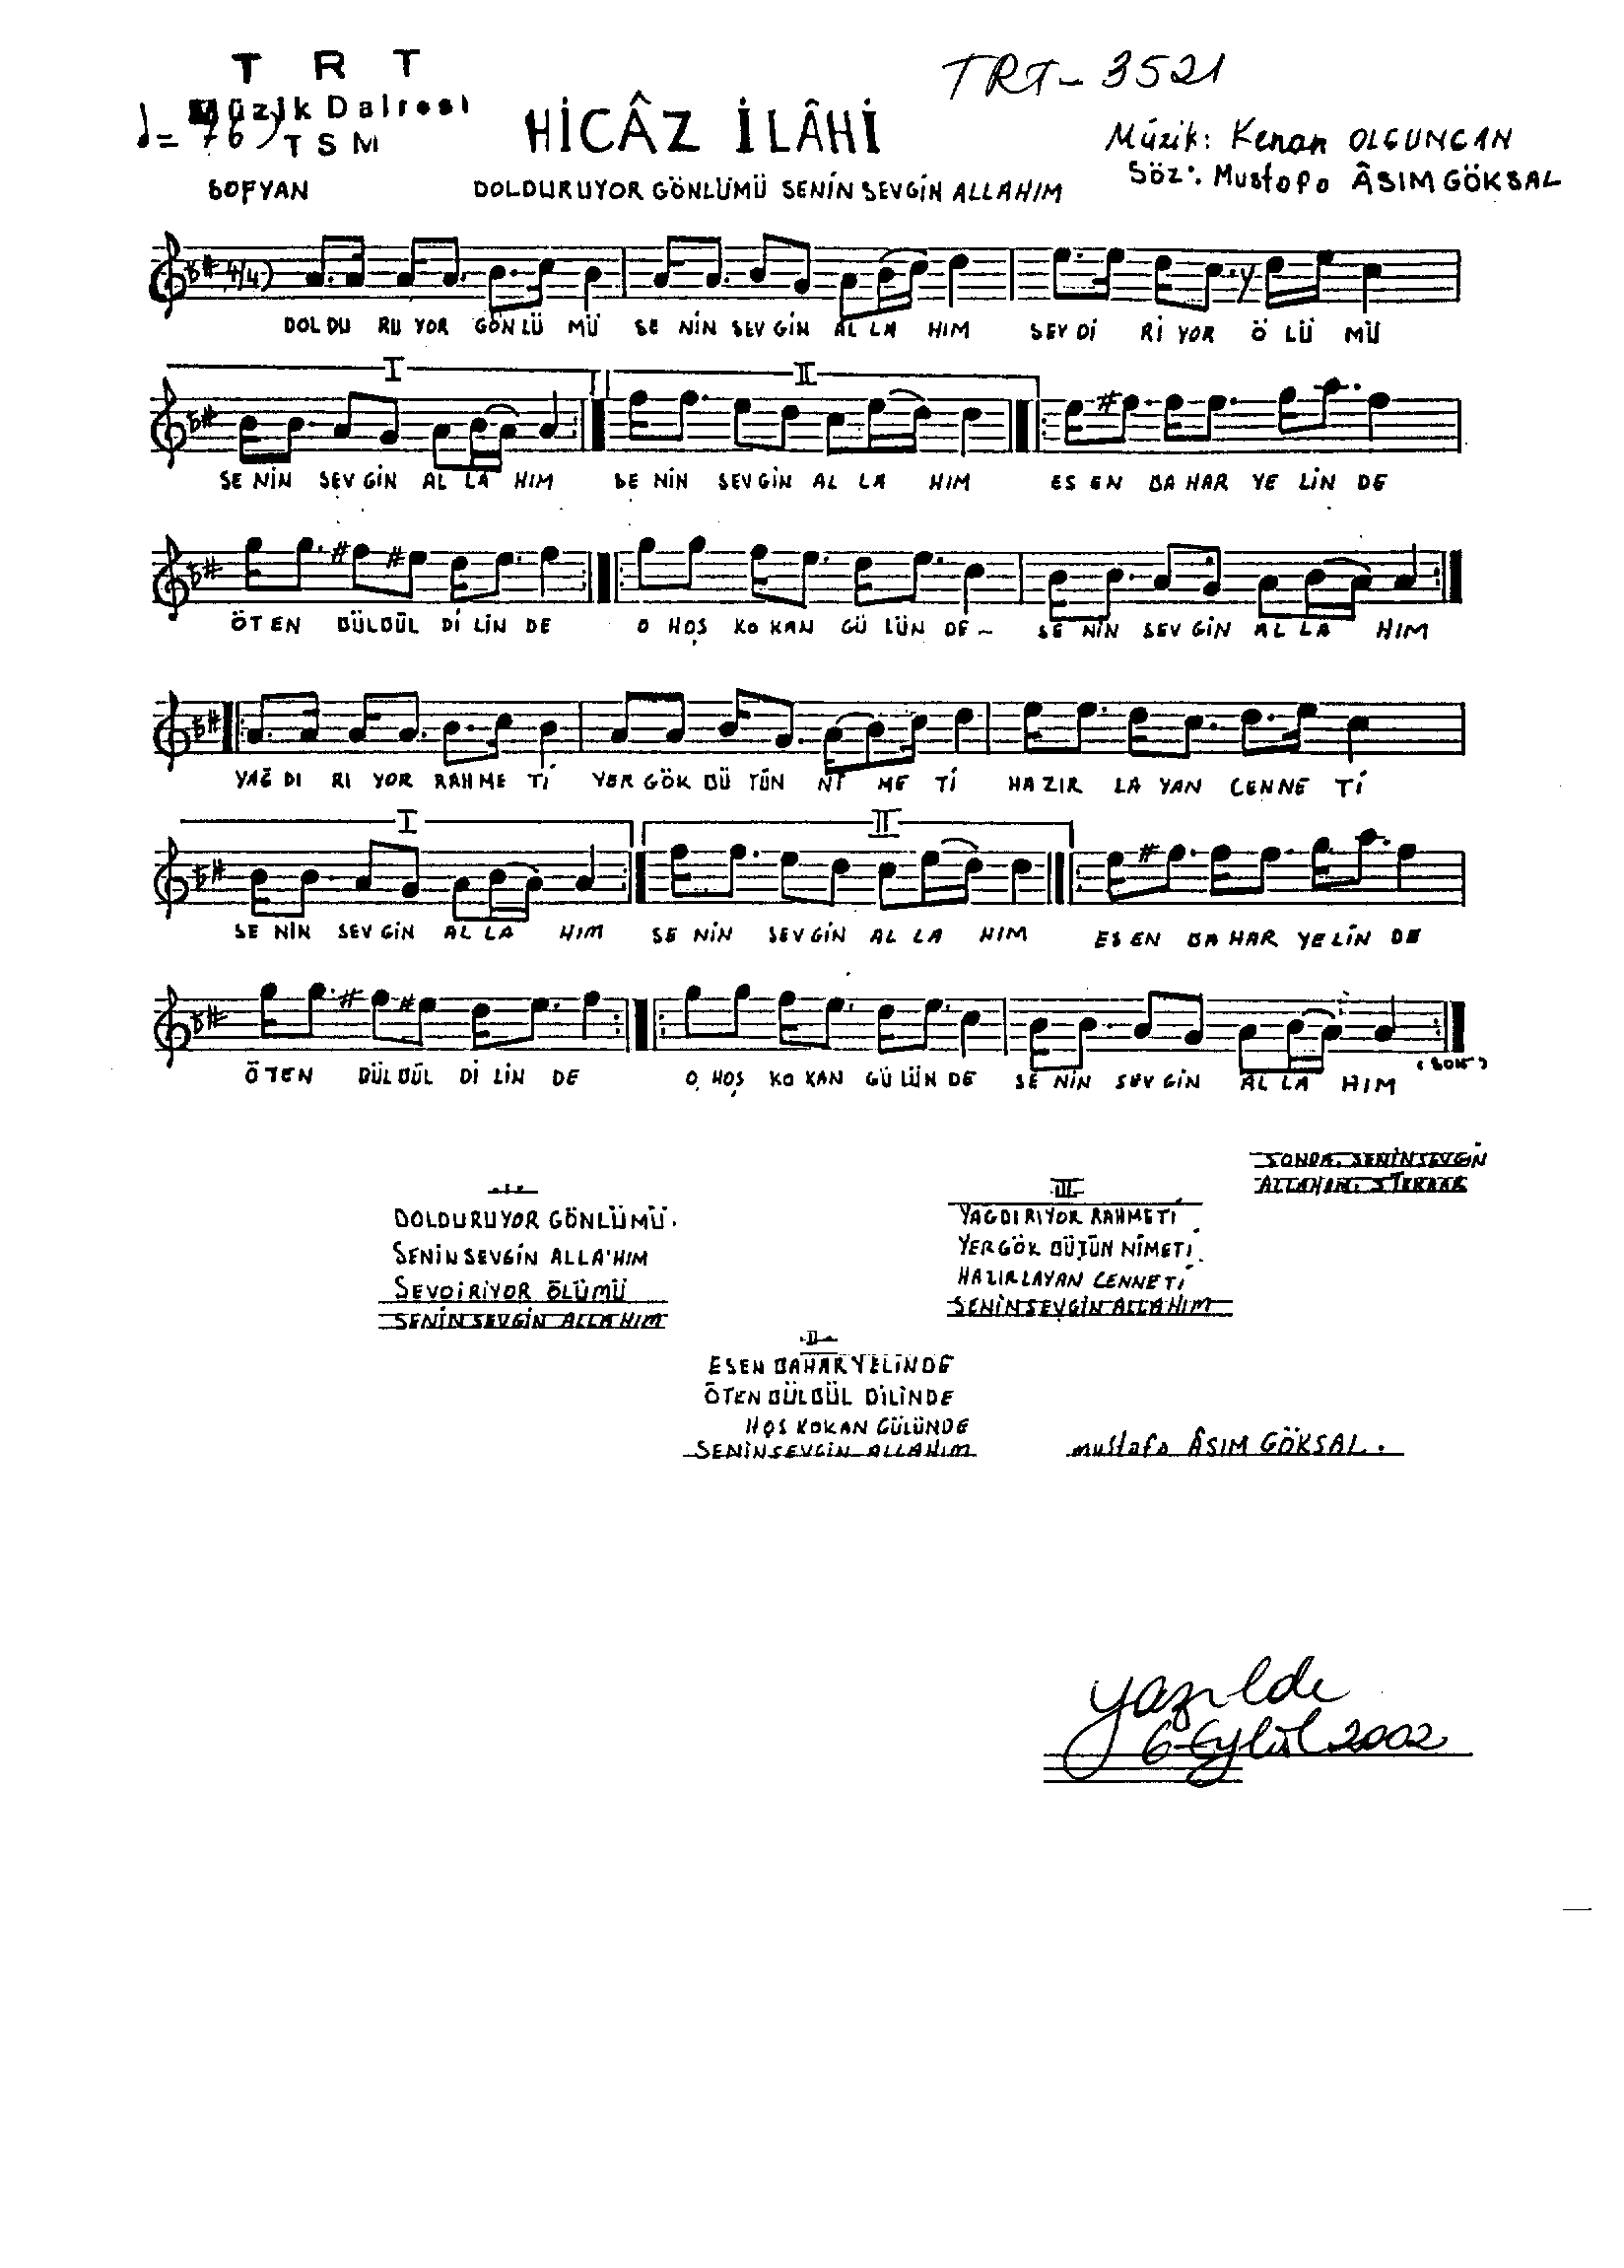 T R T
Müzik Dairesi
= 76
T S M
HİCÂZ İLÂHİ
TRT- 3521
Müzik: Kenan OLGUNCAN
Söz: Mustafa ÂSIM GÖKSAL
SOFYAN
DOLDURUYOR GÖNLÜMÜ SENİN SEVGİN ALLAHIM
4/4
DOL DU RU YOR GÖN LÜ MÜ SE NİN SEV GİN AL LA HIM SEV Dİ Rİ YOR Ö LÜ MÜ
I II
SE NİN SEV GİN AL LA HIM SE NİN SEV GİN AL LA HIM ES EN BA HAR YE LİN DE
ÖT EN BÜL BÜL Dİ LİN DE O HOŞ KO KAN GÜ LÜN DE~ SE NİN SEV GİN AL LA HIM
YAĞ DI RI YOR RAH ME Tİ YER GÖK BÜ TÜN Nİ ME Tİ HA ZIR LA YAN CEN NE Tİ
I II
SE NİN SEV GİN AL LA HIM SE NİN SEV GİN AL LA HIM ES EN BA HAR YE LİN DE
ÖTEN BÜL BÜL Dİ LİN DE O HOŞ KO KAN GÜ LÜN DE SE NİN SEV GİN AL LA HIM
(SON)
SONDA. SENİN SEVGİN
ALLAHIM.
I
DOLDURUYOR GÖNLÜMÜ.
SENİN SEVGİN ALLA'HIM
SEVDİRİYOR ÖLÜMÜ
SENİN SEVGİN ALLAHIM
III
YAĞDIRIYOR RAHMETİ
YERGÖK BÜTÜN NİMETİ
HAZIRLAYAN CENNETİ
SENİN SEVGİN ALLAHIM
II
ESEN BAHAR YELİNDE
ÖTEN BÜLBÜL DİLİNDE
HOŞ KOKAN GÜLÜNDE
SENİN SEVGİN ALLAHIM
Mustafa ÂSIM GÖKSAL.
yazıldı
6 Eylül 2002